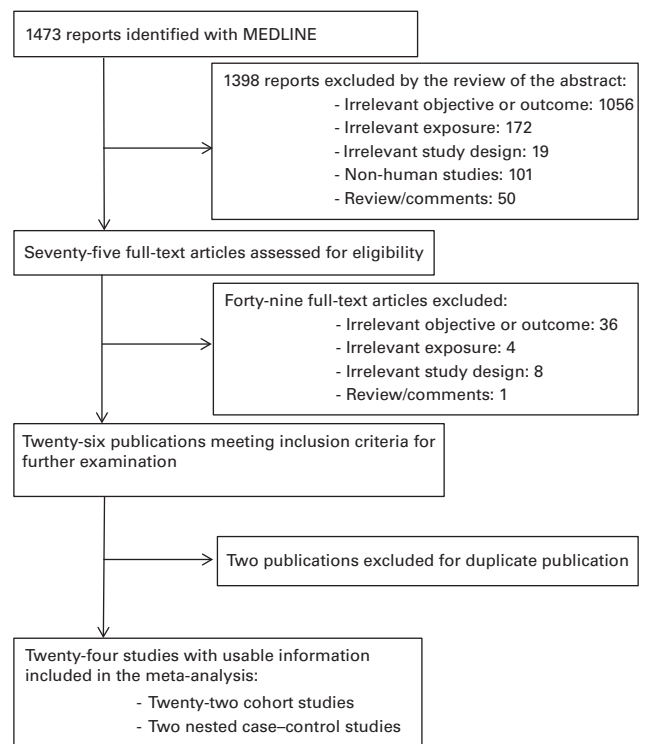 1473 reports identified with MEDLINE
1398 reports excluded by the review of the abstract:
- Irrelevant objective or outcome: 1056
- Irrelevant exposure: 172
- Irrelevant study design: 19
- Non-human studies: 101
- Review/comments: 50
Seventy-five full-text articles assessed for eligibility
Forty-nine full-text articles excluded:
- Irrelevant objective or outcome: 36
- Irrelevant exposure: 4
- Irrelevant study design: 8
- Review/comments: 1
Twenty-six publications meeting inclusion criteria for
further examination
Two publications excluded for duplicate publication
Twenty-four studies with usable information
included in the meta-analysis:
- Twenty-two cohort studies
- Two nested case–control studies